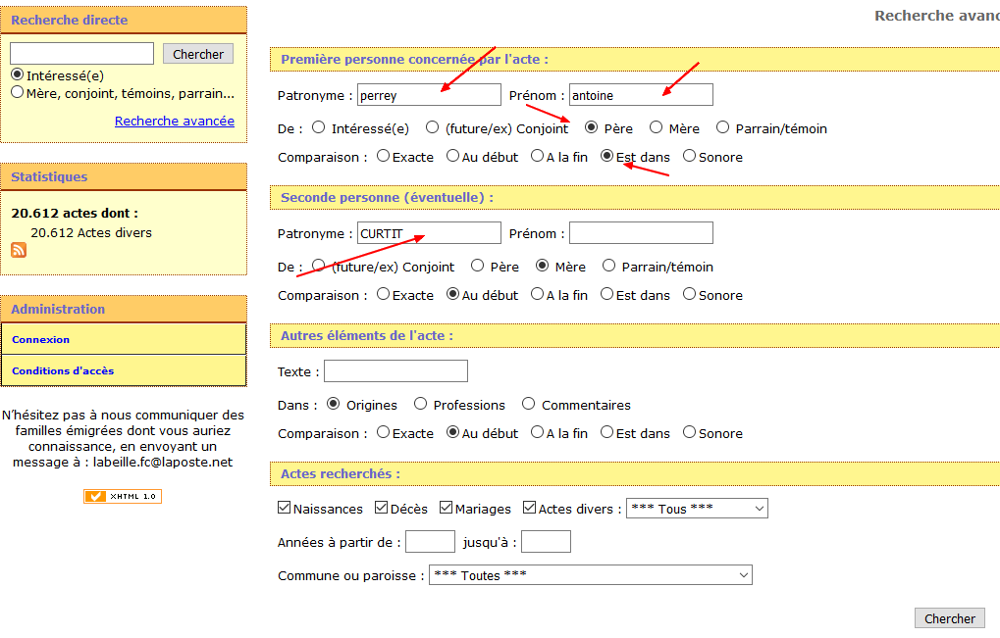 Recherche directe
Chercher
Intéressé(e)
Mère, conjoint, témoins, parrain...
Recherche avancée
Statistiques
20.612 actes dont :
20.612 Actes divers
Administration
Connexion
Conditions d'accès
N'hésitez pas à nous communiquer des
familles émigrées dont vous auriez
connaissance, en envoyant un
message à : labeille.fc@laposte.net
XHTML 1.0
Recherche avanc
Première personne concernée par l'acte :
Patronyme : perrey Prénom : antoine
De : Intéressé(e) (future/ex) Conjoint Père Mère Parrain/témoin
Comparaison : Exacte Au début A la fin Est dans Sonore
Seconde personne (éventuelle) :
Patronyme : CURTIT Prénom :
De : (future/ex) Conjoint Père Mère Parrain/témoin
Comparaison : Exacte Au début A la fin Est dans Sonore
Autres éléments de l'acte :
Texte :
Dans : Origines Professions Commentaires
Comparaison : Exacte Au début A la fin Est dans Sonore
Actes recherchés :
Naissances Décès Mariages Actes divers : *** Tous ***
Années à partir de : jusqu'à :
Commune ou paroisse : *** Toutes ***
Chercher